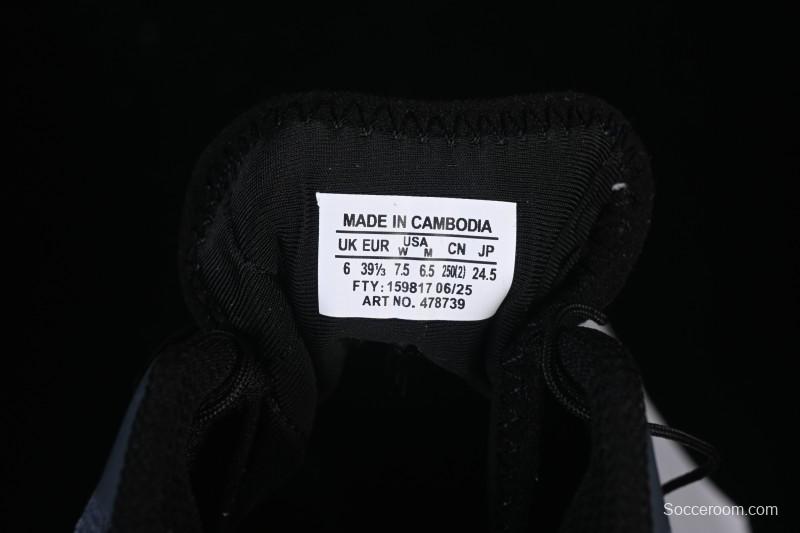 MADE IN CAMBODIA
UK EUR USA W M CN JP
6 39⅓ 7.5 6.5 250(2) 24.5
FTY: 159817 06/25
ART NO. 478739
Socceroom.com